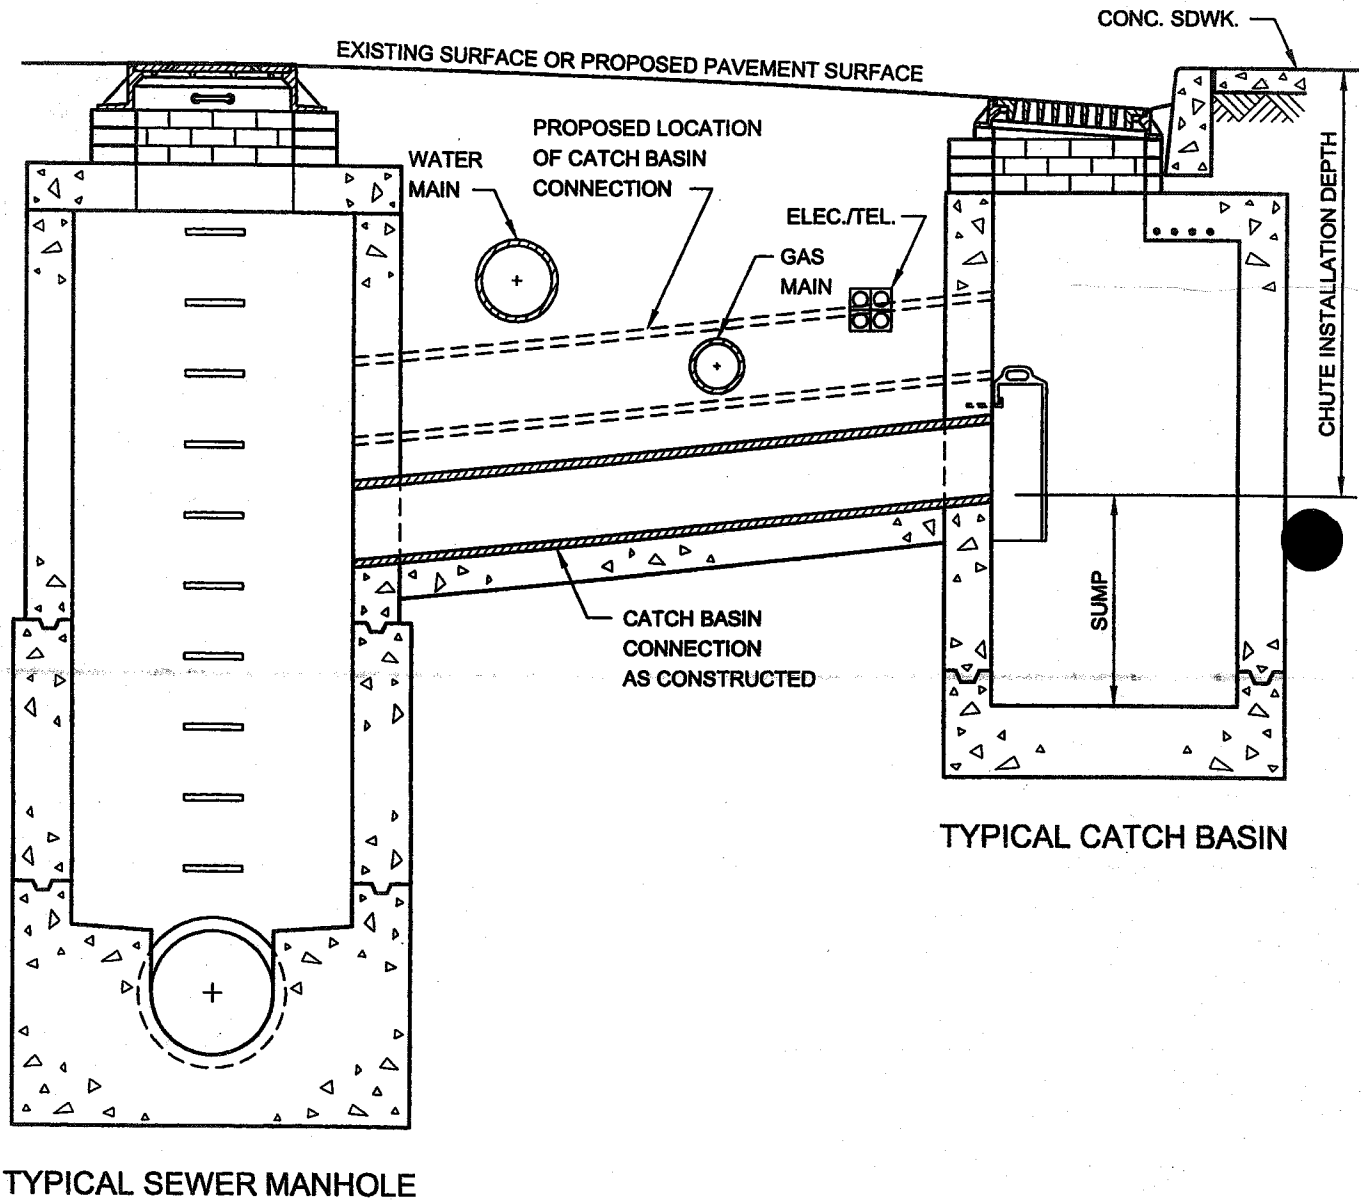 CONC. SDWK.
EXISTING SURFACE OR PROPOSED PAVEMENT SURFACE
PROPOSED LOCATION
OF CATCH BASIN
CONNECTION
WATER
MAIN
ELEC./TEL.
GAS
MAIN
CHUTE INSTALLATION DEPTH
SUMP
CATCH BASIN
CONNECTION
AS CONSTRUCTED
TYPICAL CATCH BASIN
TYPICAL SEWER MANHOLE